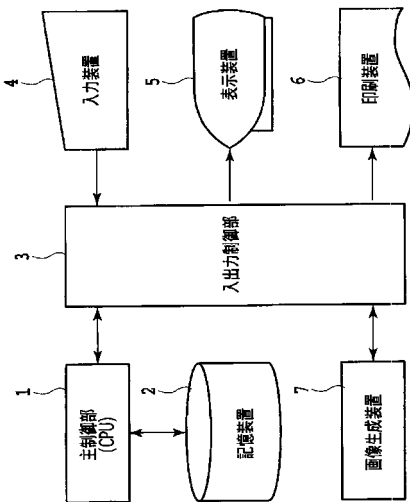 1
主制御部
(CPU)
2
記憶装置
3
入出力制御部
4
入力装置
5
表示装置
6
印刷装置
7
画像生成装置